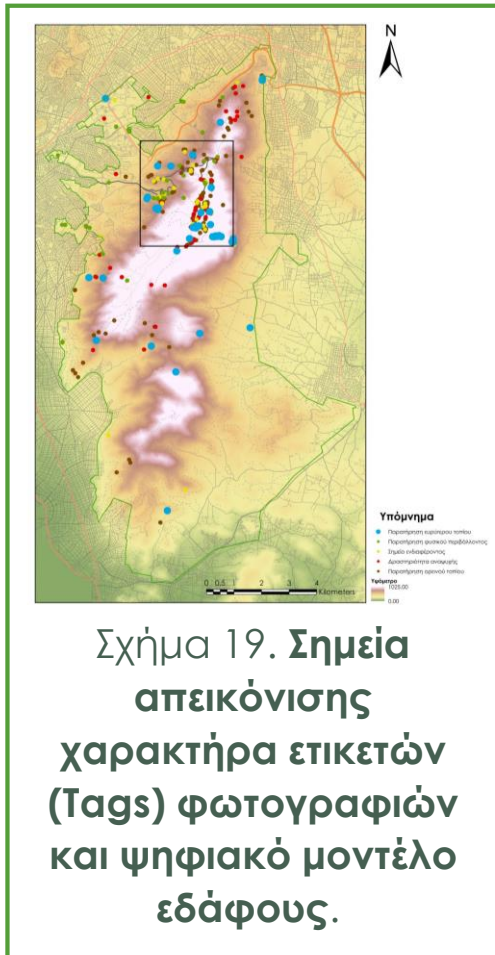 N
Υπόμνημα
Παρατήρηση ευρύτερου τοπίου
Παρατήρηση φυσικού περιβάλλοντος
Σημείο ενδιαφέροντος
Δραστηριότητα αναψυχής
Παρατήρηση ορεινού τοπίου
Υψόμετρο
1025.00
0.00
0 0.5 1 2 3 4
Kilometers
Σχήμα 19. Σημεία
απεικόνισης
χαρακτήρα ετικετών
(Tags) φωτογραφιών
και ψηφιακό μοντέλο
εδάφους.